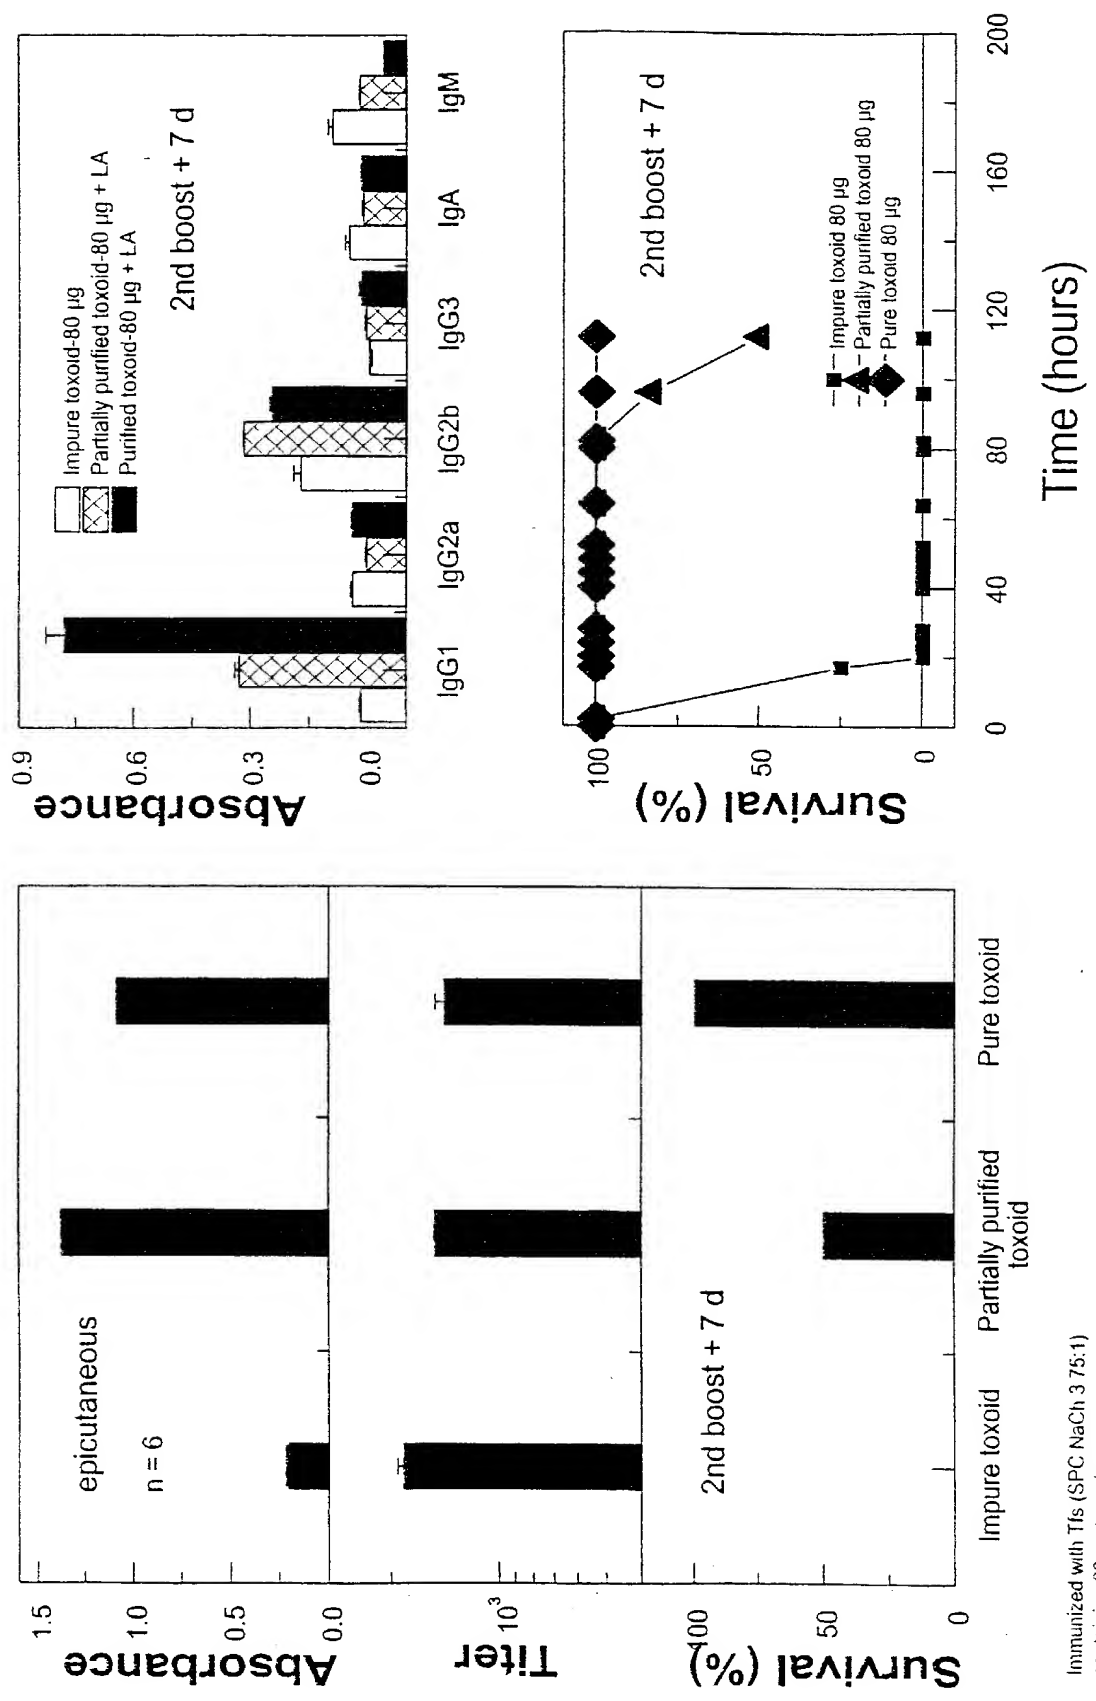 1.5
1.0
0.5
0.0
Absorbance
epicutaneous
n = 6
10³
Titer
100
50
0
Survival (%)
2nd boost + 7 d
Impure toxoid
Partially purified
toxoid
Pure toxoid
Immunized with Tfs (SPC NaCh 3 75:1)
0.9
0.6
0.3
0.0
Absorbance
Impure toxoid-80 µg
Partially purified toxoid-80 µg + LA
Purified toxoid-80 µg + LA
2nd boost + 7 d
IgG1
IgG2a
IgG2b
IgG3
IgA
IgM
100
50
0
Survival (%)
2nd boost + 7 d
Impure toxoid 80 µg
Partially purified toxoid 80 µg
Pure toxoid 80 µg
0
40
80
120
160
200
Time (hours)